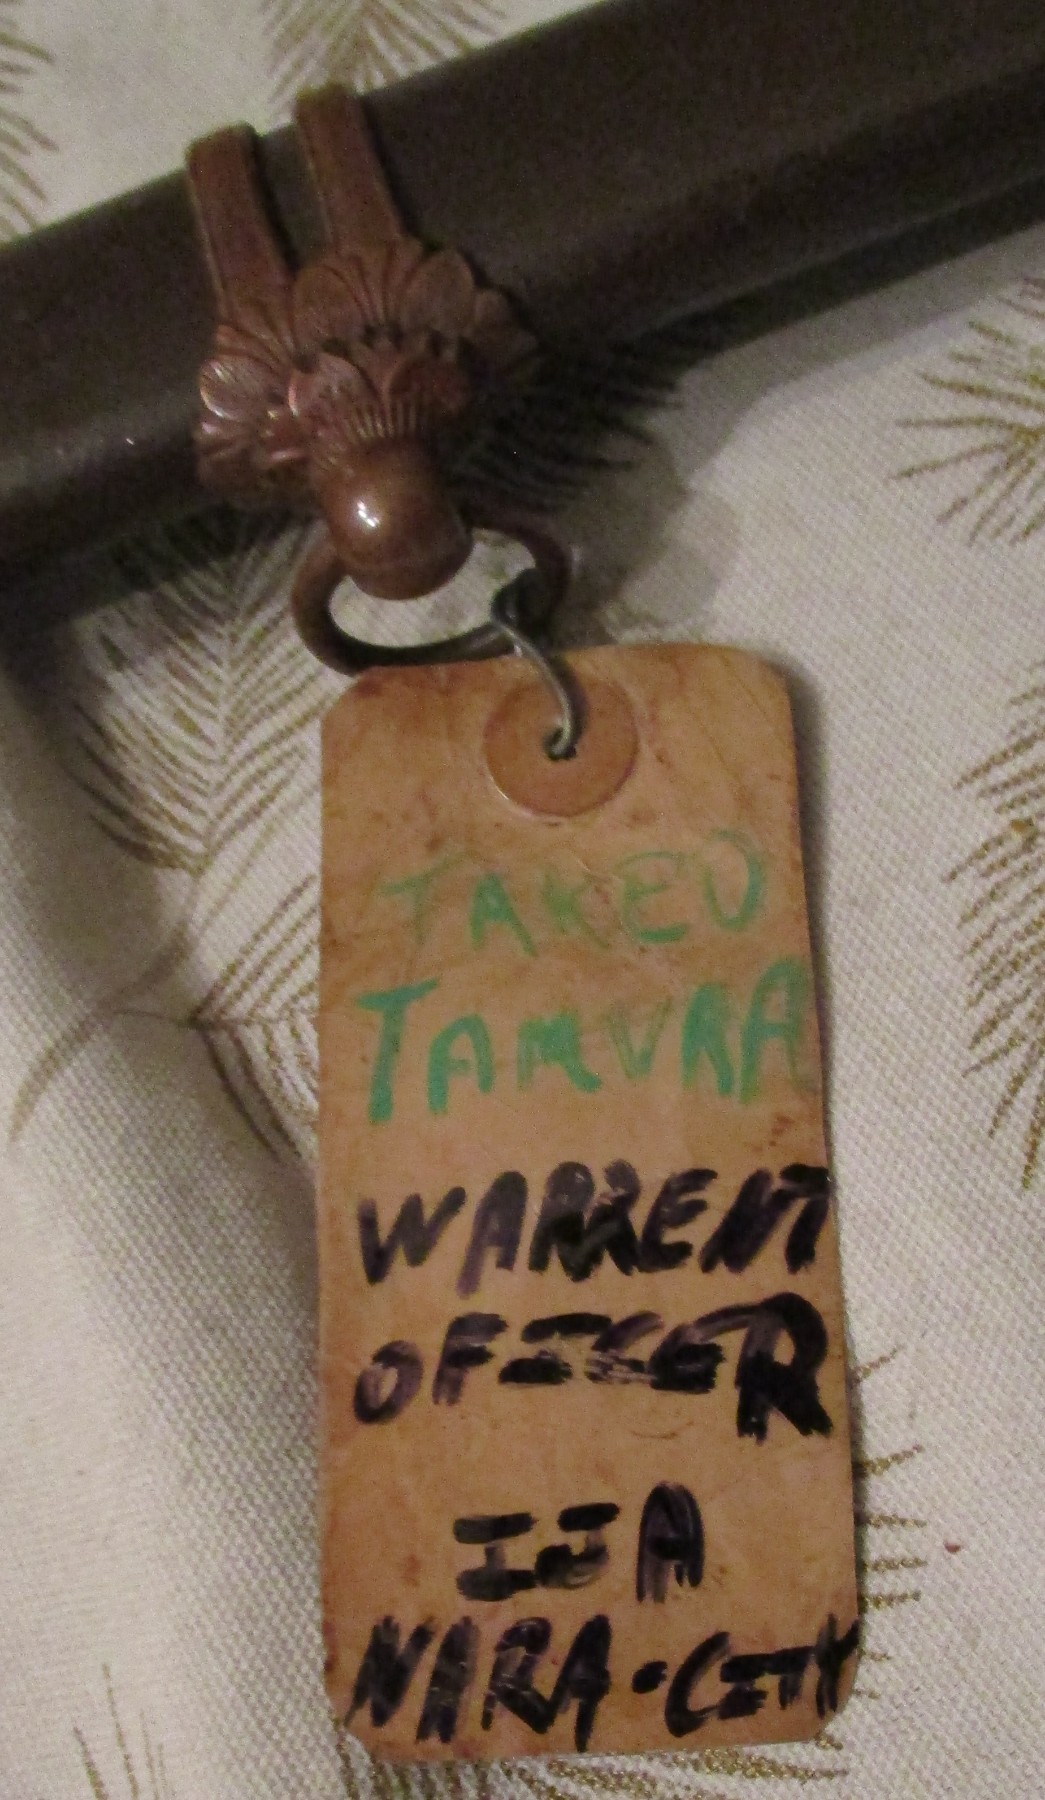 TAKEO
TAMURA
WARRENT
OFICER
IJA
NARA-CITY